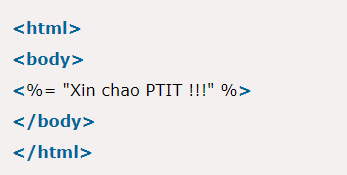 <html>
<body>
<%= "Xin chao PTIT !!!" %>
</body>
</html>